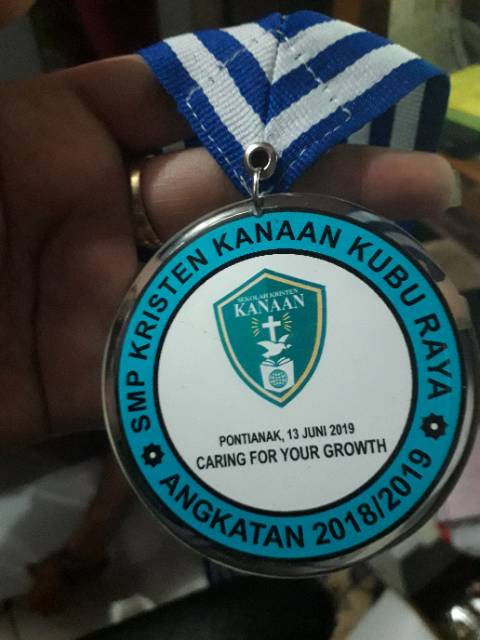 SMP KRISTEN KANAAN KUBU RAYA
SEKOLAH KRISTEN
KANAAN
PONTIANAK, 13 JUNI 2019
CARING FOR YOUR GROWTH
ANGKATAN 2018/2019